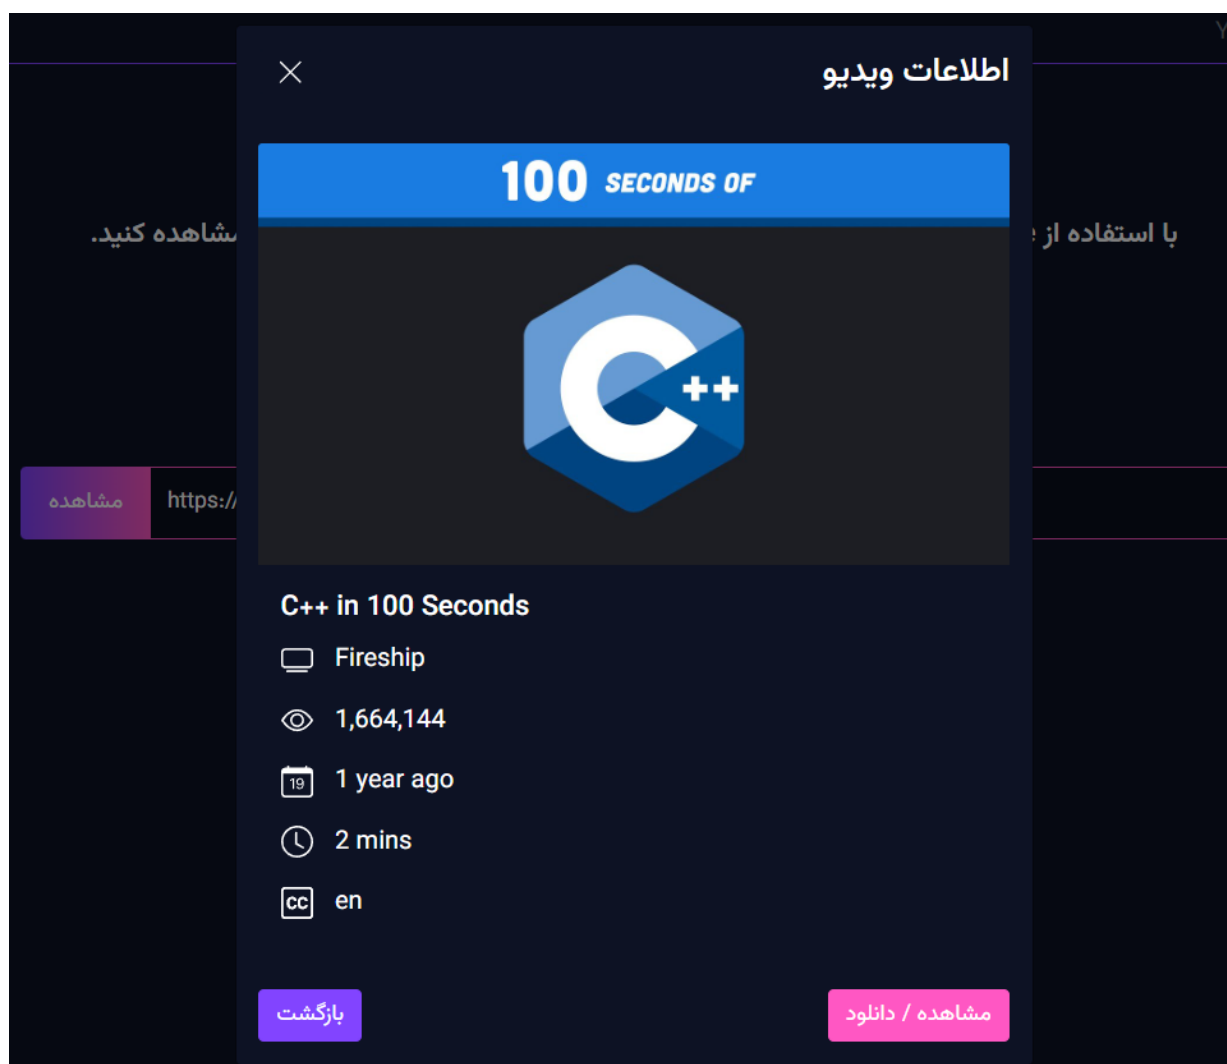 اطلاعات ویدیو
100 SECONDS OF
با استفاده از
مشاهده کنید.
C++
مشاهده
https://
C++ in 100 Seconds
Fireship
1,664,144
19
1 year ago
2 mins
CC
en
مشاهده / دانلود
بازگشت